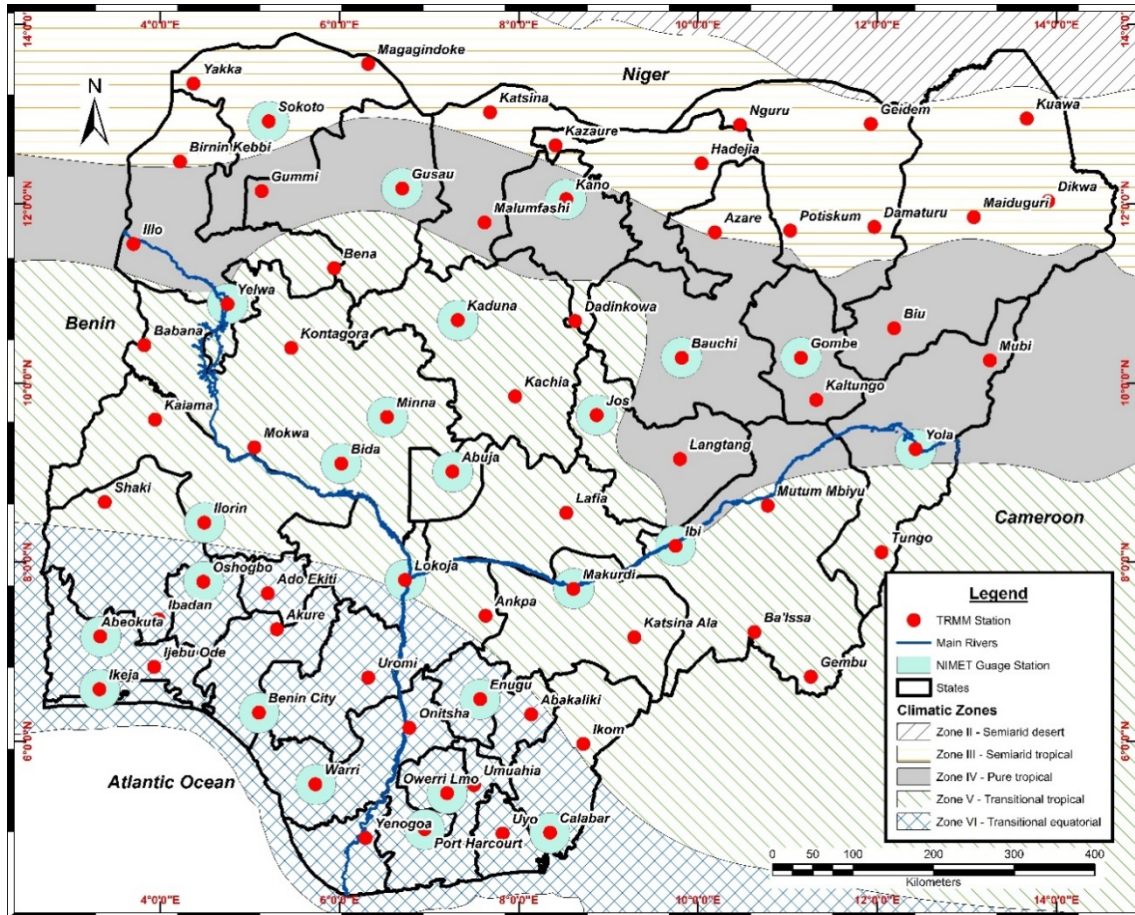 4°0'0"E
6°0'0"E
8°0'0"E
10°0'0"E
12°0'0"E
14°0'0"E
14°0'0"N
14°0'0"N
Magagindoke
Niger
Yakka
N
Sokoto
Katsina
Nguru
Geidem
Kuawa
Kazaure
Birnin Kebbi
Hadejia
Gummi
Gusau
Kano
Dikwa
12°0'0"N
12°0'0"N
Malumfashi
Maiduguri
Azare
Potiskum
Damaturu
Illo
Bena
Yelwa
Kaduna
Dadinkowa
Benin
Babana
Kontagora
Biu
Bauchi
Gombe
Mubi
10°0'0"N
10°0'0"N
Kachia
Kaltungo
Kaiama
Minna
Jos
Mokwa
Bida
Abuja
Langtang
Yola
Shaki
Lafia
Mutum Mbiyu
Ilorin
Ibi
Cameroon
Tungo
8°0'0"N
8°0'0"N
Oshogbo
Ado Ekiti
Lokoja
Makurdi
Ibadan
Akure
Ankpa
Abeokuta
Katsina Ala
Ba'Issa
Ijebu Ode
Uromi
Gembu
Ikeja
Benin City
Enugu
Abakaliki
Onitsha
Ikom
6°0'0"N
6°0'0"N
Atlantic Ocean
Warri
Owerri Lmo
Umuahia
Yenogoa
Uyo
Calabar
Port Harcourt
Legend
TRMM Station
Main Rivers
NIMET Guage Station
States
Climatic Zones
Zone II - Semiarid desert
Zone III - Semiarid tropical
Zone IV - Pure tropical
Zone V - Transitional tropical
Zone VI - Transitional equatorial
0 50 100 200 300 400
Kilometers
4°0'0"E
6°0'0"E
8°0'0"E
10°0'0"E
12°0'0"E
14°0'0"E